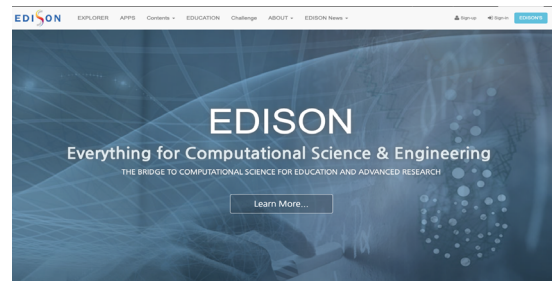 EDISON EXPLORER APPS Contents EDUCATION Challenge ABOUT EDISON News Sign-up Sign-in EDISON'S
EDISON
Everything for Computational Science & Engineering
THE BRIDGE TO COMPUTATIONAL SCIENCE FOR EDUCATION AND ADVANCED RESEARCH
Learn More...